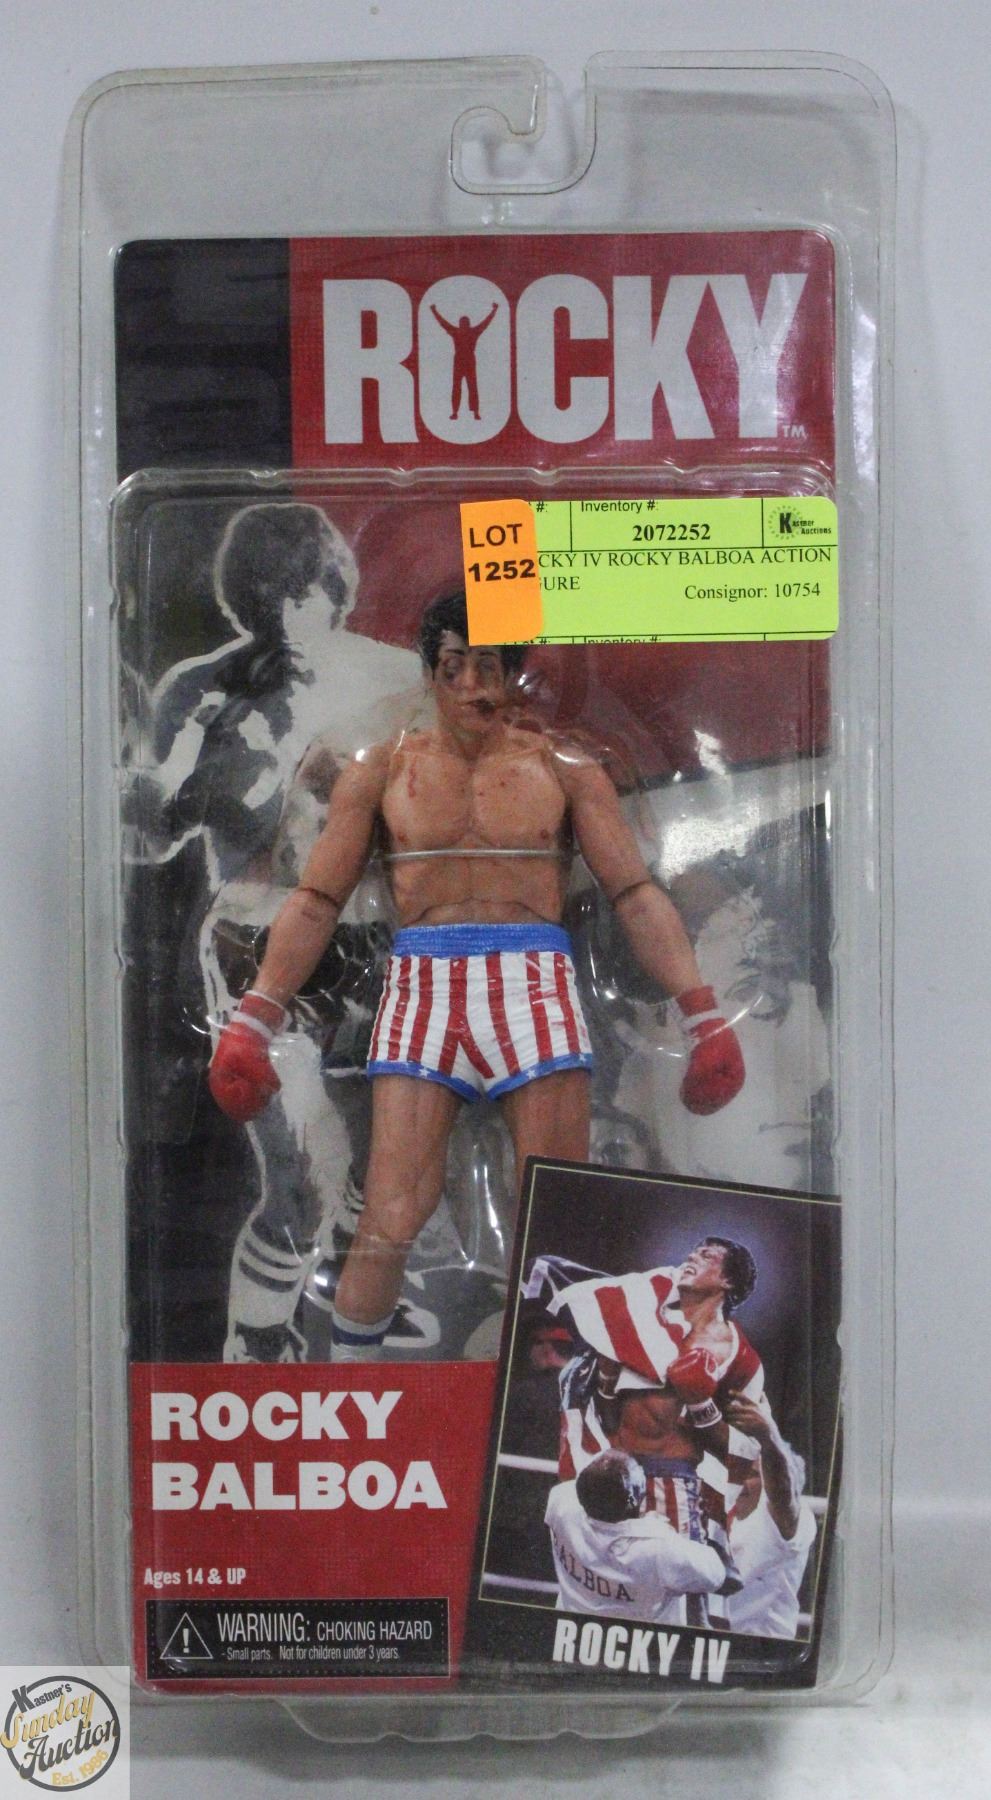 ROCKY
TM
LOT
1252
#:
Inventory #:
2072252
Kastner
Auctions
CKY IV ROCKY BALBOA ACTION
GURE
Consignor: 10754
Lot #:
Inventory #:
ROCKY
BALBOA
Ages 14 & UP
WARNING: CHOKING HAZARD
- Small parts. Not for children under 3 years.
BALBOA
ROCKY IV
Kastner's
Sunday
Auction
Est. 1986